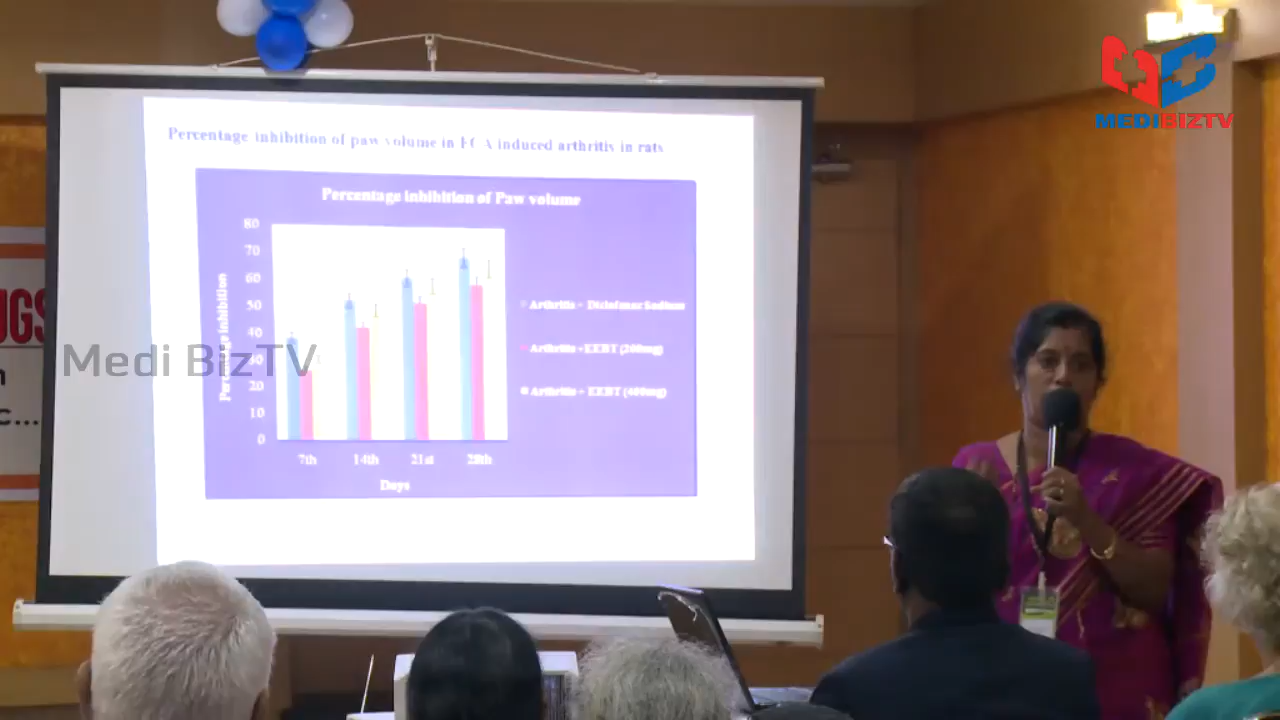 MEDIBIZTV
Percentage inhibition of paw volume in FCA induced arthritis in rats
Percentage inhibition of Paw volume
80
70
60
50
40
30
20
10
0
Percentage inhibition
7th 14th 21st 28th
Days
Arthritis + Diclofenac Sodium
Arthritis + EEBT (200mg)
Arthritis + EEBT (400mg)
Medi BizTV
UGS
n
c...